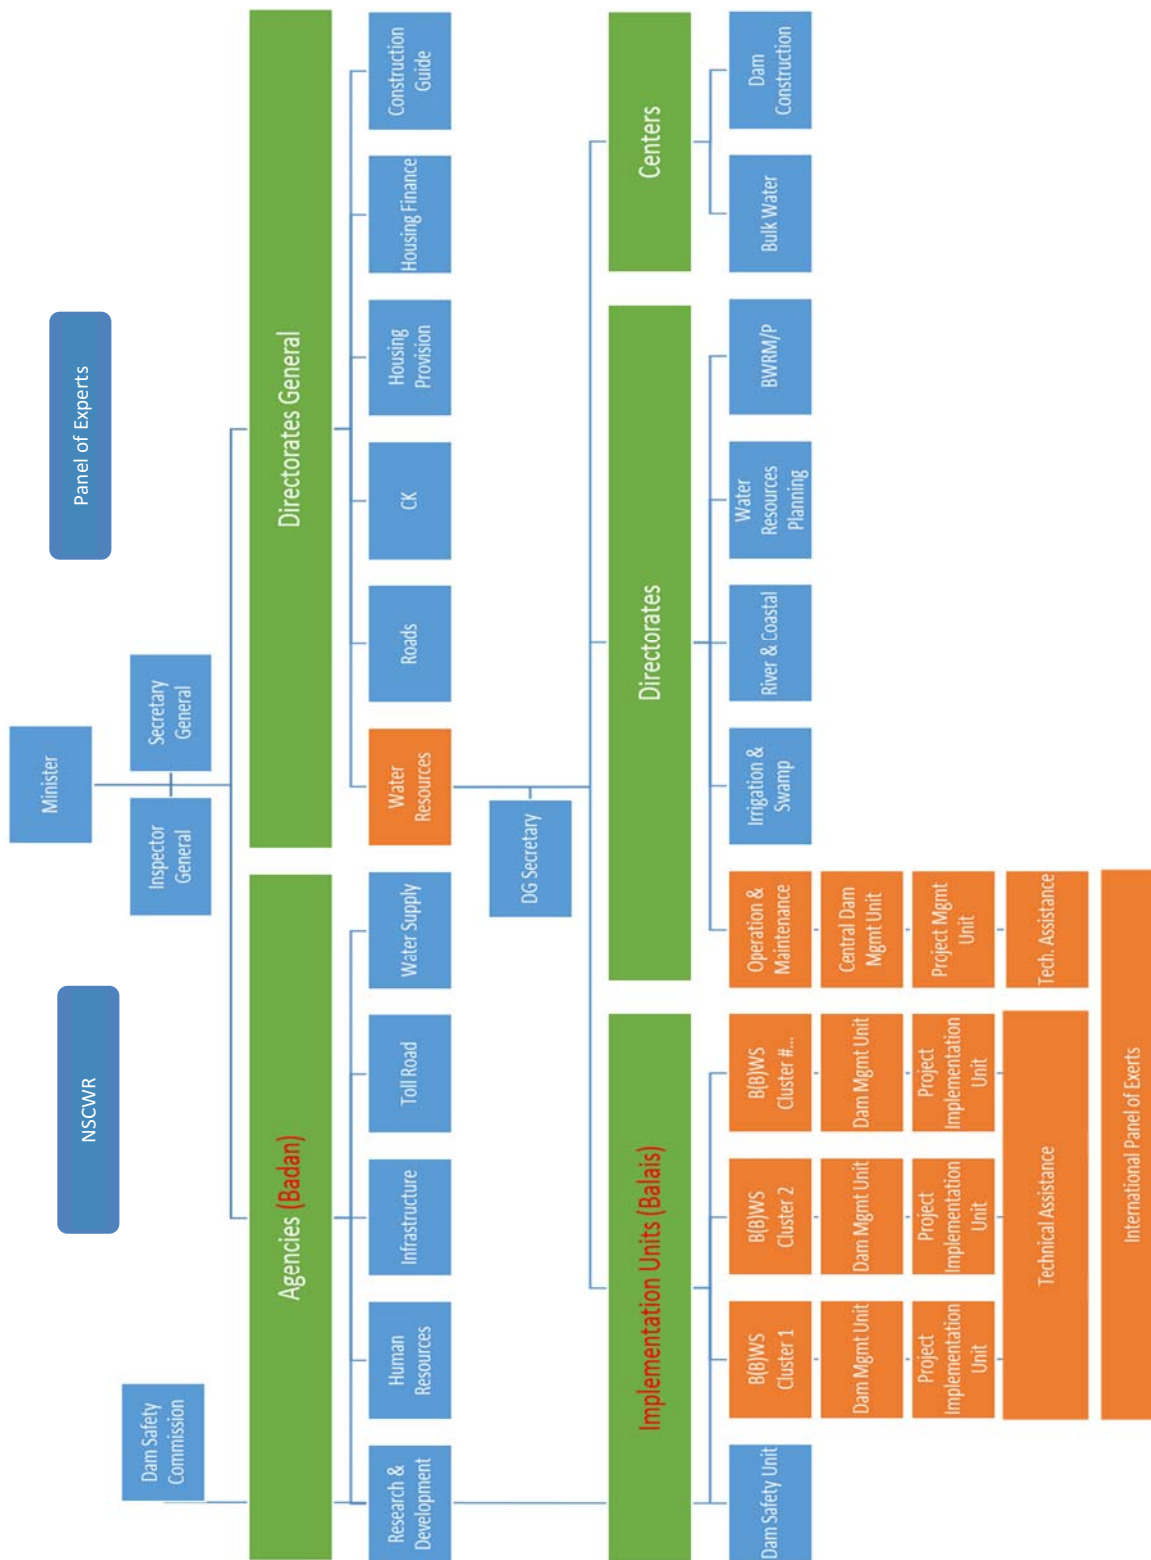 NSCWR
Panel of Experts
Minister
Dam Safety
Commission
Inspector
General
Secretary
General
Agencies (Badan)
Directorates General
Research &
Development
Human
Resources
Infrastructure
Toll Road
Water Supply
Water
Resources
Roads
CK
Housing
Provision
Housing Finance
Construction
Guide
DG Secretary
Implementation Units (Balais)
Directorates
Centers
Dam Safety Unit
B(B)WS
Cluster 1
B(B)WS
Cluster 2
B(B)WS
Cluster #...
Operation &
Maintenance
Irrigation &
Swamp
River & Coastal
Water
Resources
Planning
BWRM/P
Bulk Water
Dam
Construction
Dam Mgmt Unit
Dam Mgmt Unit
Dam Mgmt Unit
Central Dam
Mgmt Unit
Project
Implementation
Unit
Project
Implementation
Unit
Project
Implementation
Unit
Project Mgmt
Unit
Technical Assistance
Tech. Assistance
International Panel of Exerts